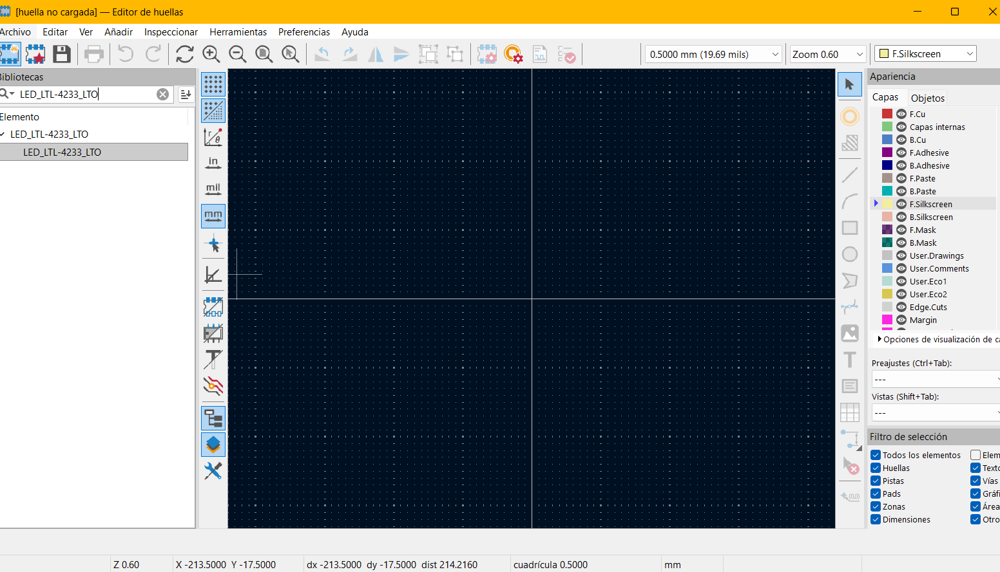 [huella no cargada] — Editor de huellas
Archivo Editar Ver Añadir Inspeccionar Herramientas Preferencias Ayuda
0.5000 mm (19.69 mils) Zoom 0.60 F.Silkscreen
Bibliotecas
LED_LTL-4233_LTO
Elemento
LED_LTL-4233_LTO
LED_LTL-4233_LTO
r θ
in
mil
mm
T
T
(0,0)
Apariencia
Capas Objetos
F.Cu
Capas internas
B.Cu
F.Adhesive
B.Adhesive
F.Paste
B.Paste
F.Silkscreen
B.Silkscreen
F.Mask
B.Mask
User.Drawings
User.Comments
User.Eco1
User.Eco2
Edge.Cuts
Margin
Opciones de visualización de ca
Preajustes (Ctrl+Tab):
---
Vistas (Shift+Tab):
---
Filtro de selección
Todos los elementos Elem
Huellas Texto
Pistas Vías
Pads Gráfi
Zonas Área
Dimensiones Otro
Z 0.60 X -213.5000 Y -17.5000 dx -213.5000 dy -17.5000 dist 214.2160 cuadrícula 0.5000 mm